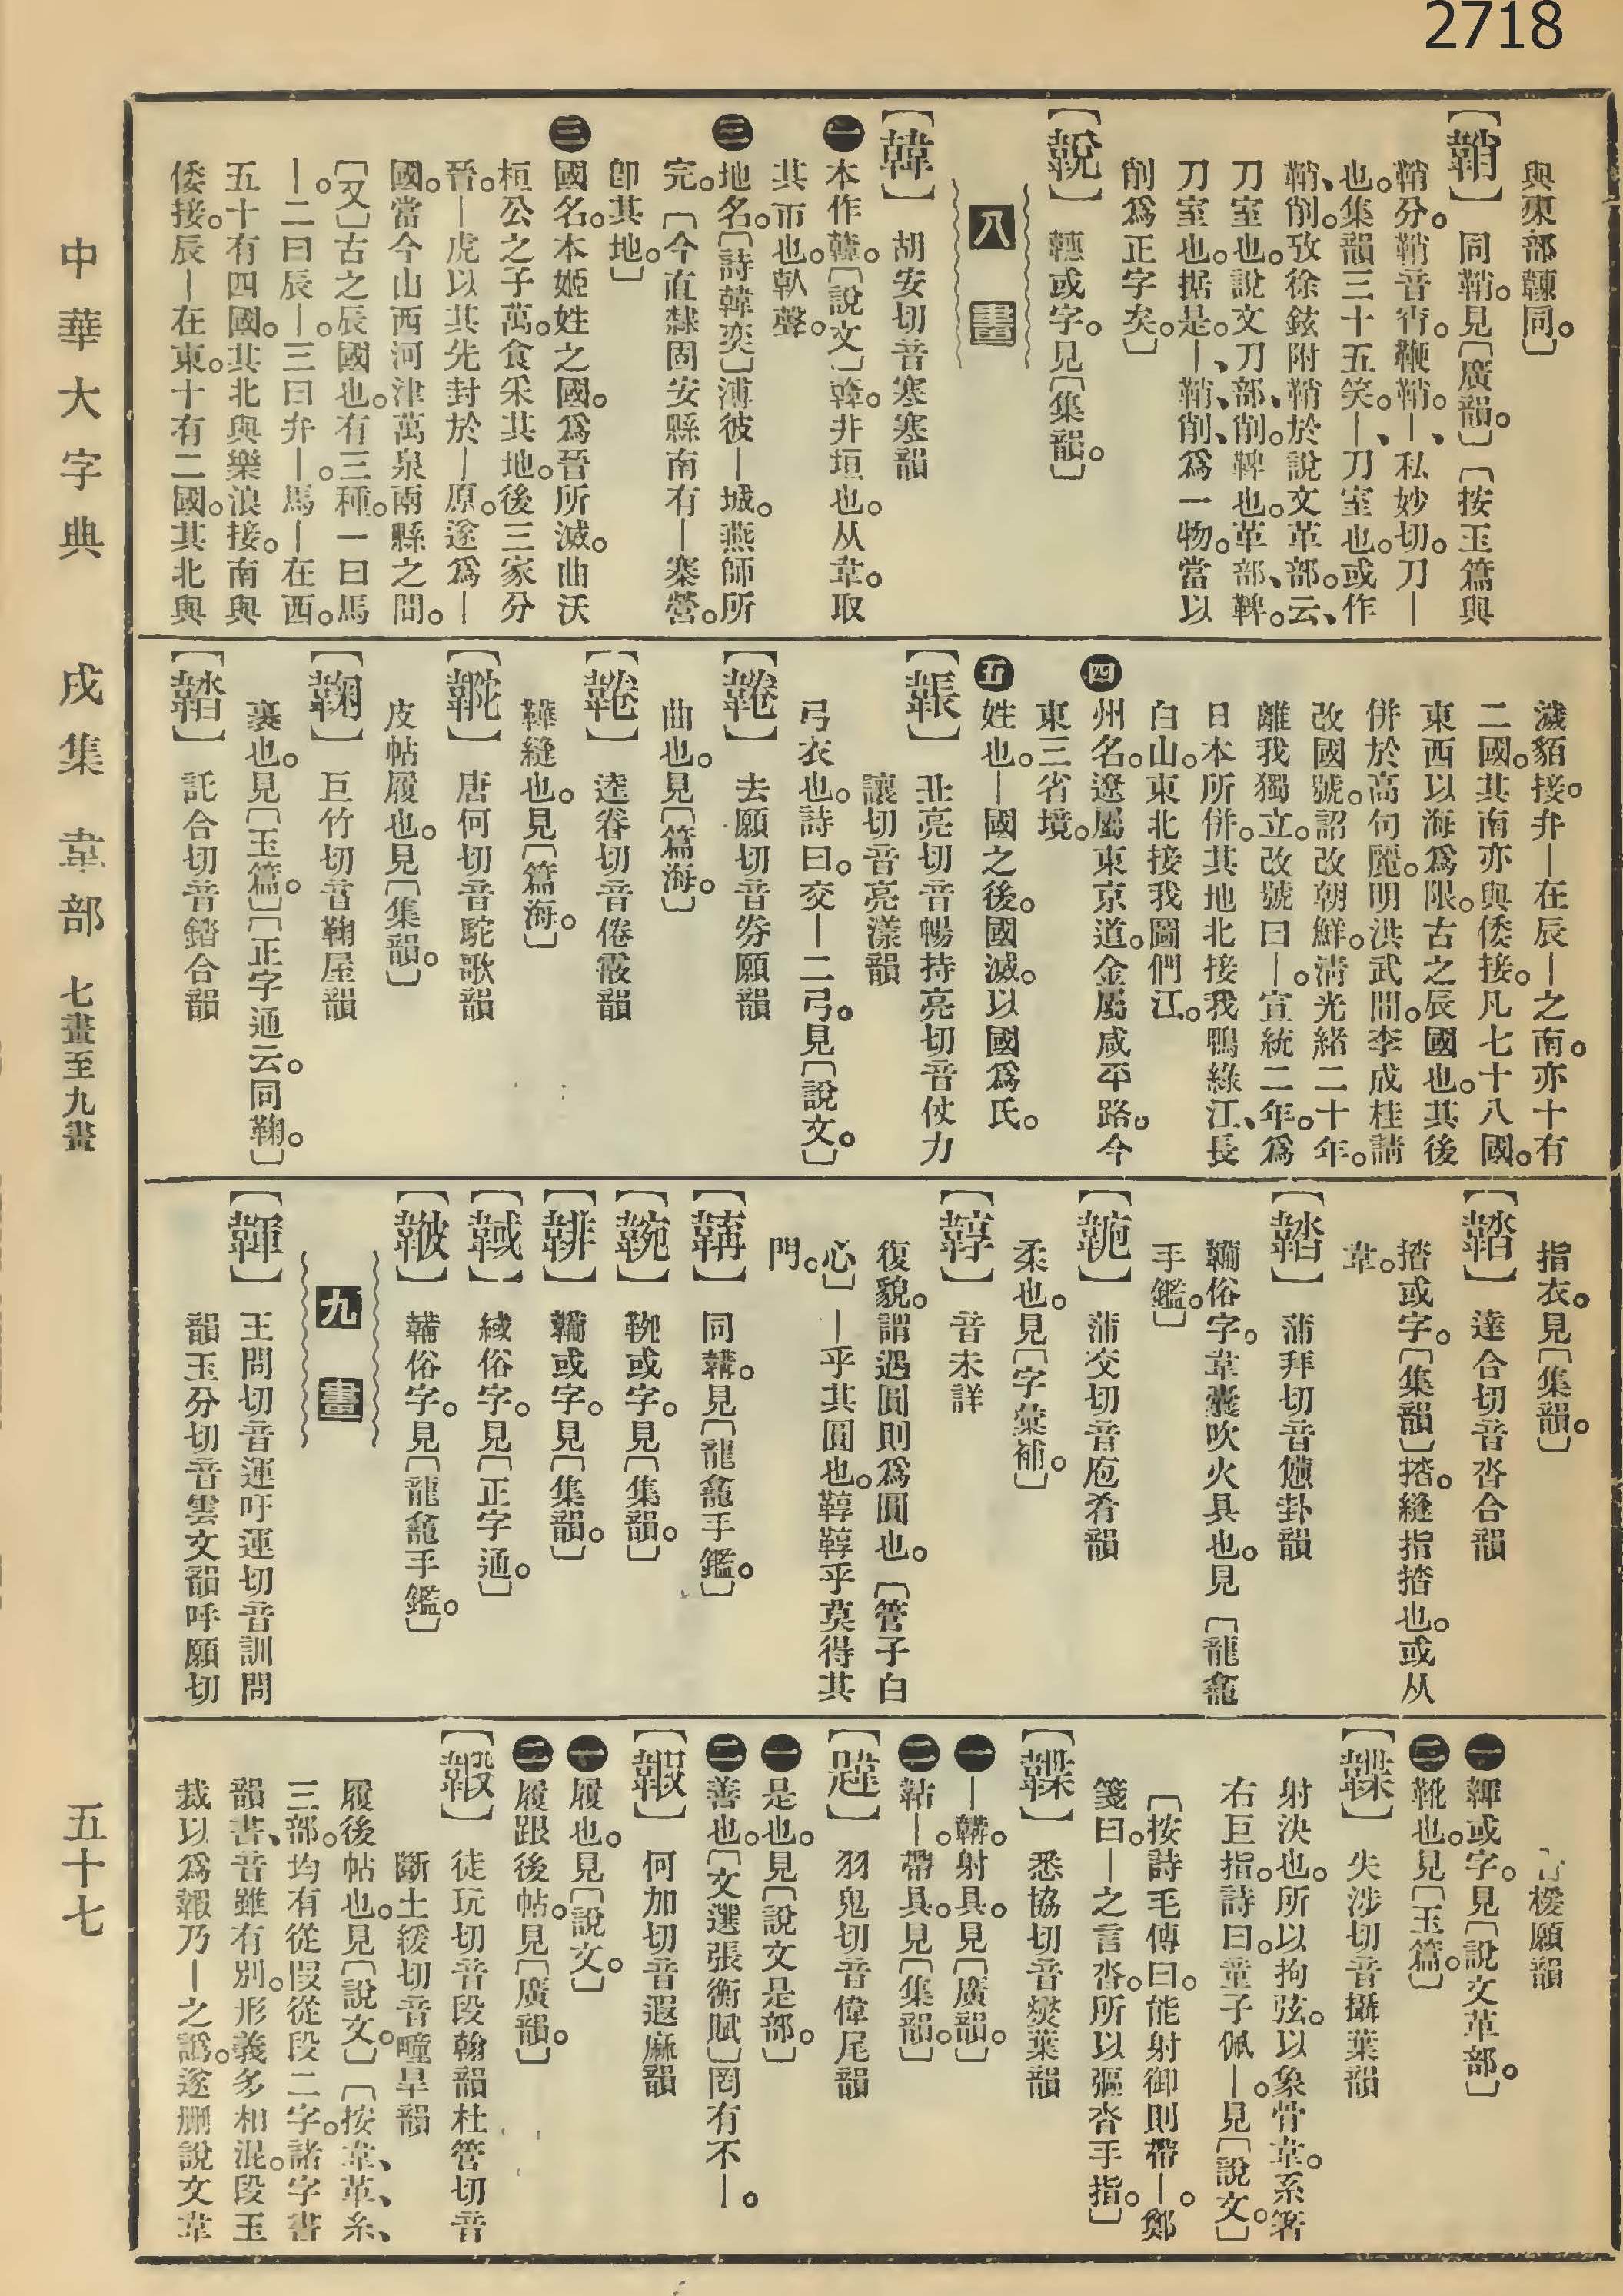 2718
與柬部𩏃同。〕
【䩠】同鞘。見〔廣韻。〕〔按玉篇與
鞘分。鞘音宵。鞭鞘。｜、私妙切。刀｜
也。集韻三十五笑。｜、刀室也。或作
鞘、削。攷徐鉉附鞘於說文革部。云、
刀室也。說文刀部、削。鞞也。革部、鞞。
刀室也。据是。｜、鞘、削、爲一物。當以
削爲正字矣。〕
轊或字。見〔集韻。〕
八畫
【韓】胡安切音寒寒韻
㊀本作韓。〔說文〕韓。井垣也。从韋。取
其帀也。倝聲。
㊁地名。〔詩韓奕〕溥彼｜城。燕師所
完。〔今直隸固安縣南有｜寨營。
卽其地。〕
㊂國名。本姬姓之國。爲晉所滅。曲沃
桓公之子萬。食采其地。後三家分
晉。｜虎以其先封於｜原。遂爲｜
國。當今山西河津萬泉兩縣之間。
〔又〕古之辰國也。有三種。一曰馬
｜。二曰辰｜。三曰弁｜。馬｜在西。
五十有四國。其北與樂浪接。南與
倭接。辰｜在東。十有二國。其北與
濊貊接。弁｜在辰｜之南。亦十有
二國。其南亦與倭接。凡七十八國。
東西以海爲限。古之辰國也。其後
併於高句麗。明洪武間。李成桂請
改國號。詔改朝鮮。淸光緒二十年。
離我獨立。改號曰｜。宣統二年。爲
日本所併。其地北接我鴨綠江、長
白山。東北接我圖們江。
㊃州名。遼屬東京道。金屬咸平路。今
東三省境。
㊄姓也。｜國之後。國滅。以國爲氏。
【韔】丑亮切音暢持亮切音仗力
讓切音亮漾韻
弓衣也。詩曰。交｜二弓。見〔說文。〕
去願切音券願韻
曲也。見〔篇海。〕
逵眷切音倦霰韻
鞾縫也。見〔篇海。〕
唐何切音駝歌韻
皮帖履也。見〔集韻。〕
巨竹切音鞠屋韻
裹也。見〔玉篇。〕〔正字通云。同鞠。〕
【韜】託合切音錔合韻
指衣。見〔集韻。〕
達合切音沓合韻
揸或字。〔集韻〕揸。縫指揸也。或从
韋。
蒲拜切音憊卦韻
韛俗字。韋囊吹火具也。見〔龍龕
手鑑。〕
蒲交切音庖肴韻
柔也。見〔字彙補。〕
音未詳
復貌。謂遇圓則爲圓也。〔管子白
心〕｜乎其圓也。𩏂𩏂乎莫得其
門。
【韝】同韝。見〔龍龕手鑑。〕
鞔或字。見〔集韻。〕
韛或字。見〔集韻。〕
緎俗字。見〔正字通。〕
韛俗字。見〔龍龕手鑑。〕
九畫
【韗】王問切音運吁運切音訓問
韻玉分切音雲文韻呼願切
音楥願韻
㊀韗或字。見〔說文革部。〕
㊁靴也。見〔玉篇。〕
【韘】失涉切音攝葉韻
射決也。所以拘弦。以象骨韋。系箸
右巨指。詩曰。童子佩｜。見〔說文。〕
〔按詩毛傳曰。能射御則帶｜。鄭
箋曰。｜之言沓。所以彄沓手指。〕
悉協切音燮葉韻
㊀｜韝。射具。見〔廣韻。〕
㊁鞊｜。帶具。見〔集韻。〕
【韙】羽鬼切音偉尾韻
㊀是也。見〔說文是部。〕
㊁善也。〔文選張衡賦〕罔有不｜。
【𩋰】何加切音遐麻韻
㊀履也。見〔說文。〕
㊁履跟後帖。見〔廣韻。〕
徒玩切音段翰韻杜管切音
斷土緩切音疃旱韻
履後帖也。見〔說文。〕〔按韋、革、糸、
三部。均有從叚從段二字。諸字書
韻書、音雖有別。形義多相混。段玉
裁以爲䪗乃｜之譌。遂刪說文韋
中華大字典 戌集 韋部 七畫至九畫 五十七